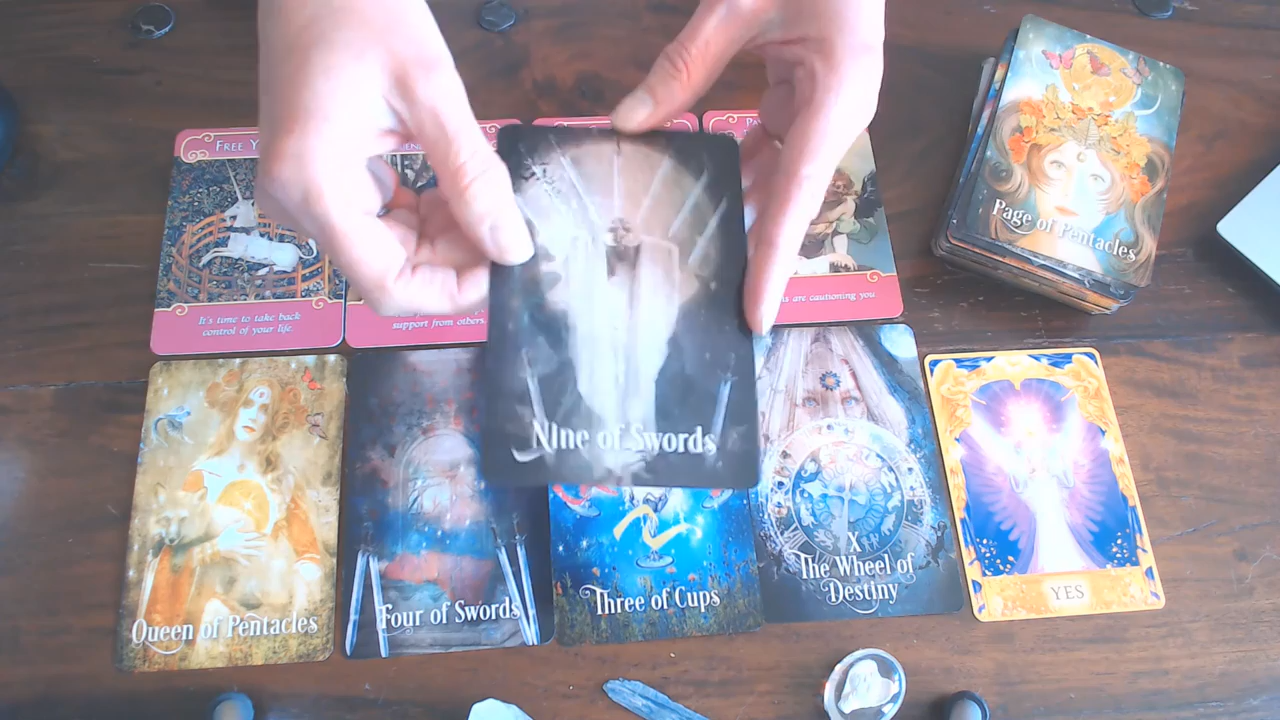 FREE Y
It's time to take back
control of your life.
support from others.
s are cautioning you
Page of Pentacles
Nine of Swords
Queen of Pentacles
Four of Swords
Three of Cups
X
The Wheel of
Destiny
YES